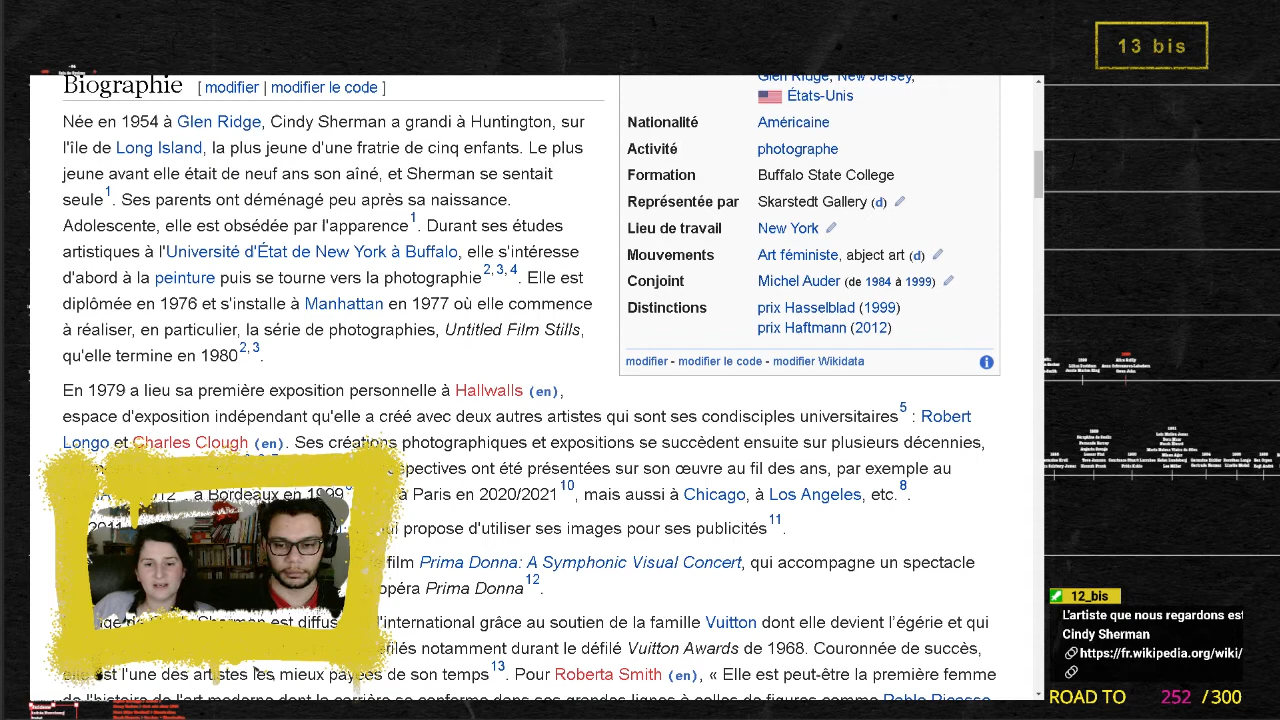 13 bis
Biographie [ modifier | modifier le code ]
Née en 1954 à Glen Ridge, Cindy Sherman a grandi à Huntington, sur
l'île de Long Island, la plus jeune d'une fratrie de cinq enfants. Le plus
jeune avant elle était de neuf ans son aîné, et Sherman se sentait
seule1. Ses parents ont déménagé peu après sa naissance.
Adolescente, elle est obsédée par l'apparence1. Durant ses études
artistiques à l'Université d'État de New York à Buffalo, elle s'intéresse
d'abord à la peinture puis se tourne vers la photographie2, 3, 4. Elle est
diplômée en 1976 et s'installe à Manhattan en 1977 où elle commence
à réaliser, en particulier, la série de photographies, Untitled Film Stills,
qu'elle termine en 19802, 3.
Glen Ridge, New Jersey,
États-Unis
Nationalité Américaine
Activité photographe
Formation Buffalo State College
Représentée par Skarstedt Gallery (d)
Lieu de travail New York
Mouvements Art féministe, abject art (d)
Conjoint Michel Auder (de 1984 à 1999)
Distinctions prix Hasselblad (1999)
prix Haftmann (2012)
modifier - modifier le code - modifier Wikidata
En 1979 a lieu sa première exposition personnelle à Hallwalls (en),
espace d'exposition indépendant qu'elle a créé avec deux autres artistes qui sont ses condisciples universitaires5 : Robert
Longo et Charles Clough (en). Ses créations photographiques et expositions se succèdent ensuite sur plusieurs décennies,
présentées sur son œuvre au fil des ans, par exemple au
à Bordeaux en 1999 à Paris en 2020/202110, mais aussi à Chicago, à Los Angeles, etc.8.
propose d'utiliser ses images pour ses publicités11.
film Prima Donna: A Symphonic Visual Concert, qui accompagne un spectacle
opéra Prima Donna12.
Sherman est l'international grâce au soutien de la famille Vuitton dont elle devient l'égérie et qui
notamment durant le défilé Vuitton Awards de 1968. Couronnée de succès,
elle est l'une des artistes les mieux payées de son temps13. Pour Roberta Smith (en), « Elle est peut-être la première femme
12_bis
L'artiste que nous regardons est
Cindy Sherman
https://fr.wikipedia.org/wiki/
ROAD TO 252 / 300